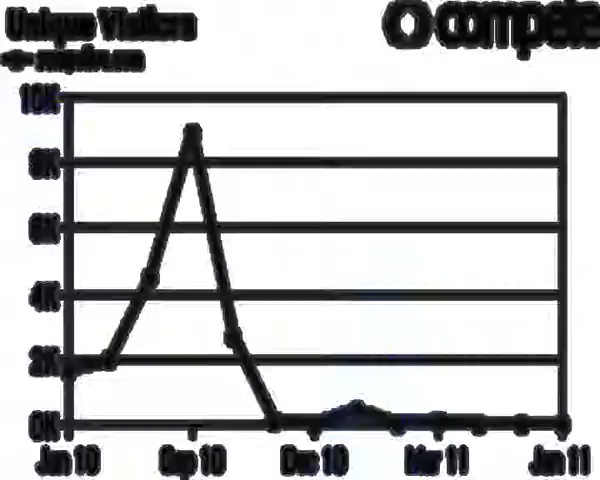 Unique Visitors
compete
10K
8K
6K
4K
2K
0K
Jun 10
Sep 10
Dec 10
Mar 11
Jun 11